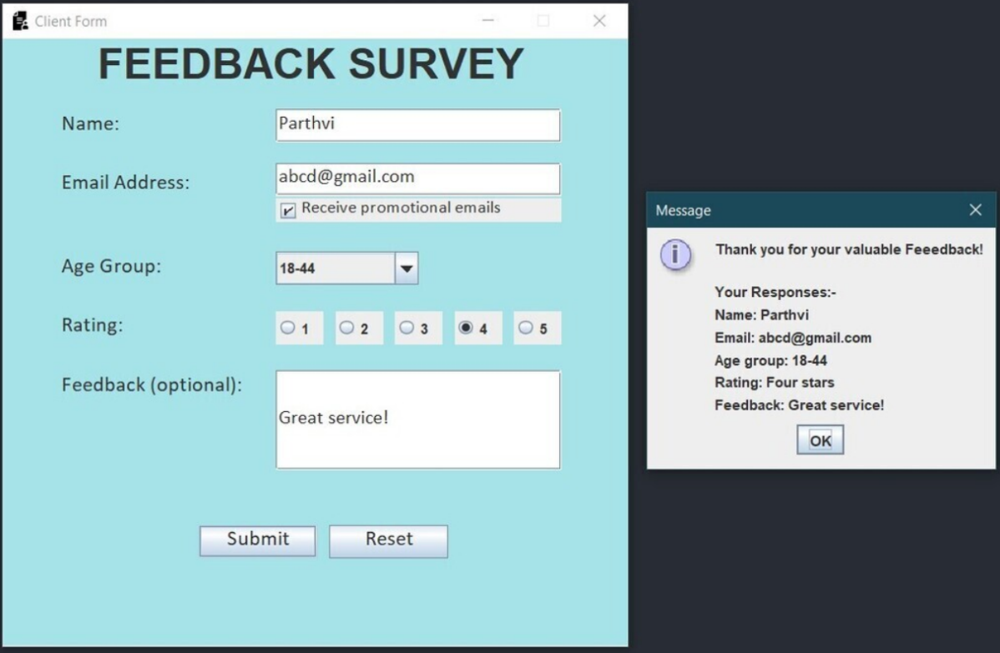 Client Form
FEEDBACK SURVEY
Name:
Parthvi
Email Address:
abcd@gmail.com
Receive promotional emails
Age Group:
18-44
Rating:
1 2 3 4 5
Feedback (optional):
Great service!
Submit Reset
Message
Thank you for your valuable Feeedback!
Your Responses:-
Name: Parthvi
Email: abcd@gmail.com
Age group: 18-44
Rating: Four stars
Feedback: Great service!
OK